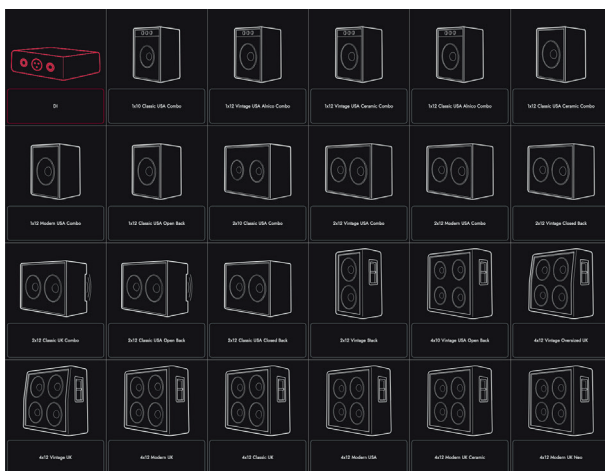 DI
1x10 Classic USA Combo
1x12 Vintage USA Alnico Combo
1x12 Vintage USA Ceramic Combo
1x12 Classic USA Alnico Combo
1x12 Classic USA Ceramic Combo
1x12 Modern USA Combo
1x12 Classic USA Open Back
2x10 Classic USA Combo
2x12 Vintage USA Combo
2x12 Modern USA Combo
2x12 Vintage Closed Back
2x12 Classic UK Combo
2x12 Classic USA Open Back
2x12 Classic USA Closed Back
2x12 Vintage Black
4x10 Vintage USA Open Back
4x12 Vintage Oversized UK
4x12 Vintage UK
4x12 Modern UK
4x12 Classic UK
4x12 Modern USA
4x12 Modern UK Ceramic
4x12 Modern UK Neo